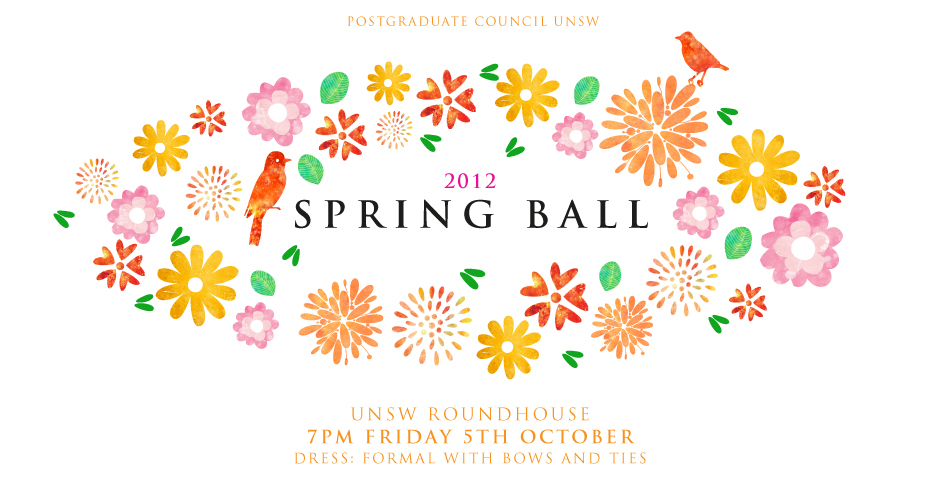 POSTGRADUATE COUNCIL UNSW
2012
SPRING BALL
UNSW ROUNDHOUSE
7PM FRIDAY 5TH OCTOBER
DRESS: FORMAL WITH BOWS AND TIES